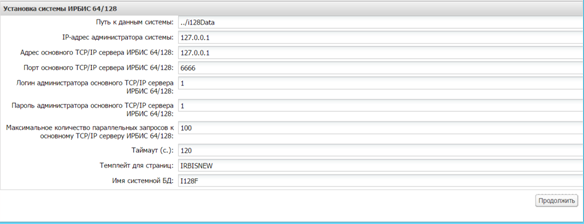 Установка системы ИРБИС 64/128
Путь к данным системы: ../i128Data
IP-адрес администратора системы: 127.0.0.1
Адрес основного TCP/IP сервера ИРБИС 64/128: 127.0.0.1
Порт основного TCP/IP сервера ИРБИС 64/128: 6666
Логин администратора основного TCP/IP сервера
ИРБИС 64/128: 1
Пароль администратора основного TCP/IP сервера
ИРБИС 64/128: 1
Максимальное количество параллельных запросов к
основному TCP/IP серверу ИРБИС 64/128: 100
Таймаут (с.): 120
Темплейт для страниц: IRBISNEW
Имя системной БД: I128F
Продолжить